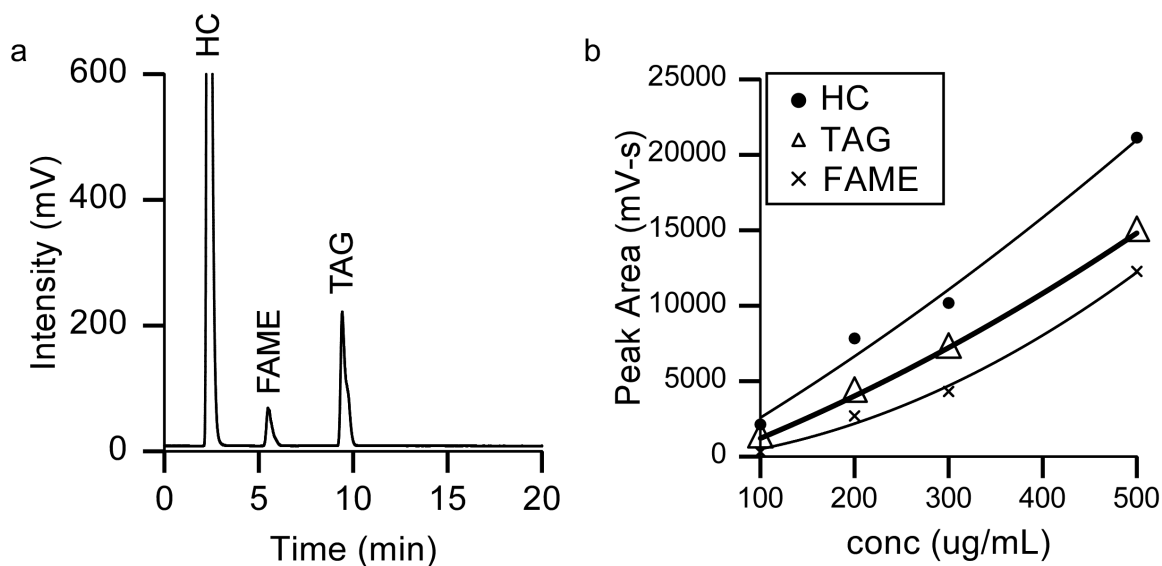 a
HC
FAME
TAG
600
400
200
0
Intensity (mV)
0 5 10 15 20
Time (min)
b
HC
TAG
FAME
25000
20000
15000
10000
5000
0
Peak Area (mV-s)
100 200 300 400 500
conc (ug/mL)